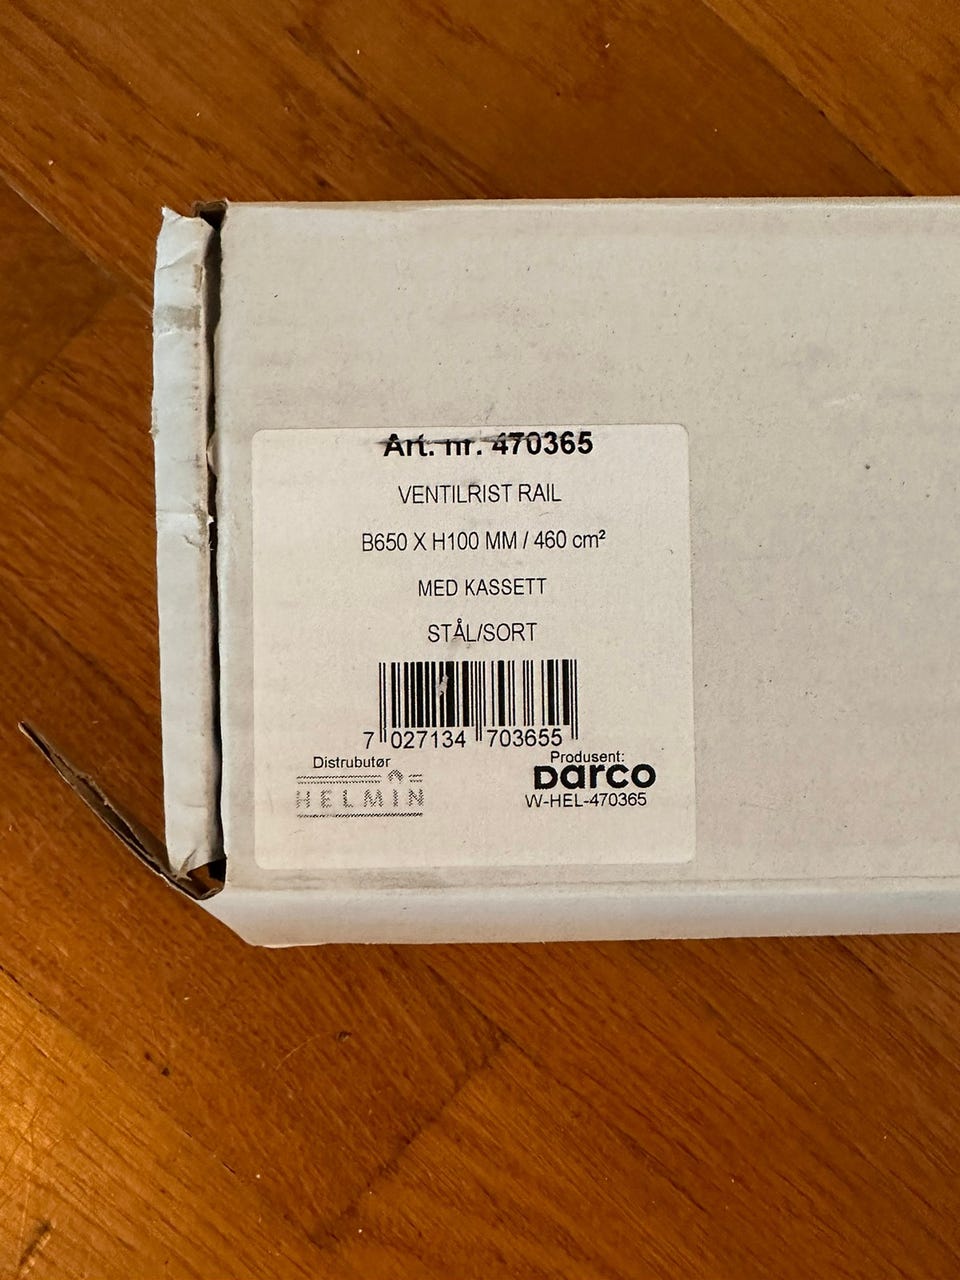 Art. nr. 470365
VENTILRIST RAIL
B650 X H100 MM / 460 cm²
MED KASSETT
STÅL/SORT
7 027134 703655
Distrubutør
HELMIN
Produsent:
Darco
W-HEL-470365